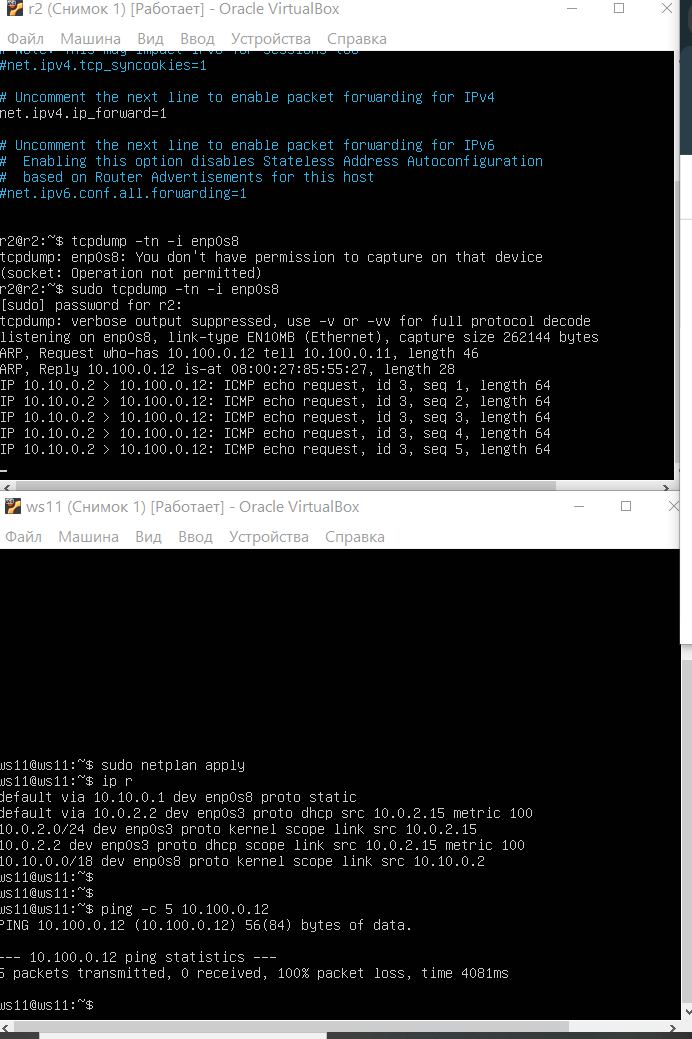 r2 (Снимок 1) [Работает] - Oracle VirtualBox
Файл Машина Вид Ввод Устройства Справка
#net.ipv4.tcp_syncookies=1
# Uncomment the next line to enable packet forwarding for IPv4
net.ipv4.ip_forward=1
# Uncomment the next line to enable packet forwarding for IPv6
#  Enabling this option disables Stateless Address Autoconfiguration
#  based on Router Advertisements for this host
#net.ipv6.conf.all.forwarding=1
r2@r2:~$ tcpdump -tn -i enp0s8
tcpdump: enp0s8: You don't have permission to capture on that device
(socket: Operation not permitted)
r2@r2:~$ sudo tcpdump -tn -i enp0s8
[sudo] password for r2:
tcpdump: verbose output suppressed, use -v or -vv for full protocol decode
listening on enp0s8, link-type EN10MB (Ethernet), capture size 262144 bytes
ARP, Request who-has 10.100.0.12 tell 10.100.0.11, length 46
ARP, Reply 10.100.0.12 is-at 08:00:27:85:55:27, length 28
IP 10.10.0.2 > 10.100.0.12: ICMP echo request, id 3, seq 1, length 64
IP 10.10.0.2 > 10.100.0.12: ICMP echo request, id 3, seq 2, length 64
IP 10.10.0.2 > 10.100.0.12: ICMP echo request, id 3, seq 3, length 64
IP 10.10.0.2 > 10.100.0.12: ICMP echo request, id 3, seq 4, length 64
IP 10.10.0.2 > 10.100.0.12: ICMP echo request, id 3, seq 5, length 64
ws11 (Снимок 1) [Работает] - Oracle VirtualBox
Файл Машина Вид Ввод Устройства Справка
ws11@ws11:~$ sudo netplan apply
ws11@ws11:~$ ip r
default via 10.10.0.1 dev enp0s8 proto static
default via 10.0.2.2 dev enp0s3 proto dhcp src 10.0.2.15 metric 100
10.0.2.0/24 dev enp0s3 proto kernel scope link src 10.0.2.15
10.0.2.2 dev enp0s3 proto dhcp scope link src 10.0.2.15 metric 100
10.10.0.0/18 dev enp0s8 proto kernel scope link src 10.10.0.2
ws11@ws11:~$
ws11@ws11:~$
ws11@ws11:~$ ping -c 5 10.100.0.12
PING 10.100.0.12 (10.100.0.12) 56(84) bytes of data.
--- 10.100.0.12 ping statistics ---
5 packets transmitted, 0 received, 100% packet loss, time 4081ms
ws11@ws11:~$